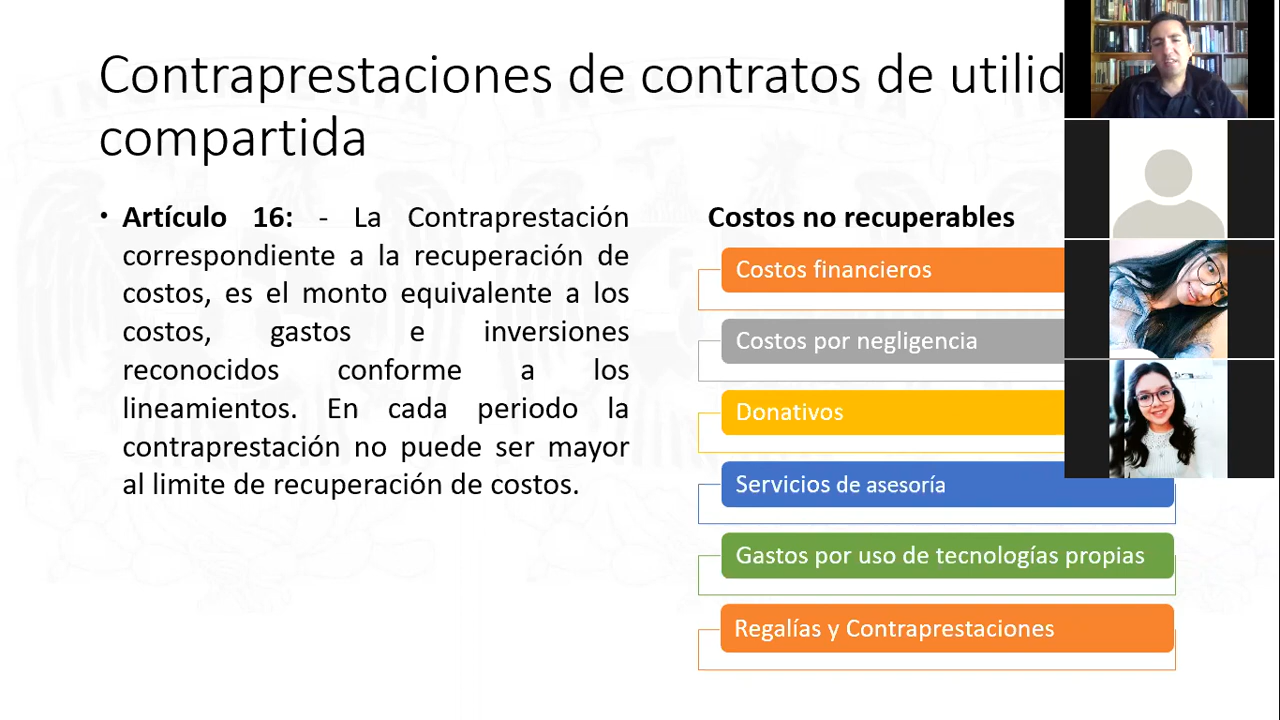 Contraprestaciones de contratos de utilid
compartida
• Artículo 16: - La Contraprestación
correspondiente a la recuperación de
costos, es el monto equivalente a los
costos, gastos e inversiones
reconocidos conforme a los
lineamientos. En cada periodo la
contraprestación no puede ser mayor
al limite de recuperación de costos.
Costos no recuperables
Costos financieros
Costos por negligencia
Donativos
Servicios de asesoría
Gastos por uso de tecnologías propias
Regalías y Contraprestaciones